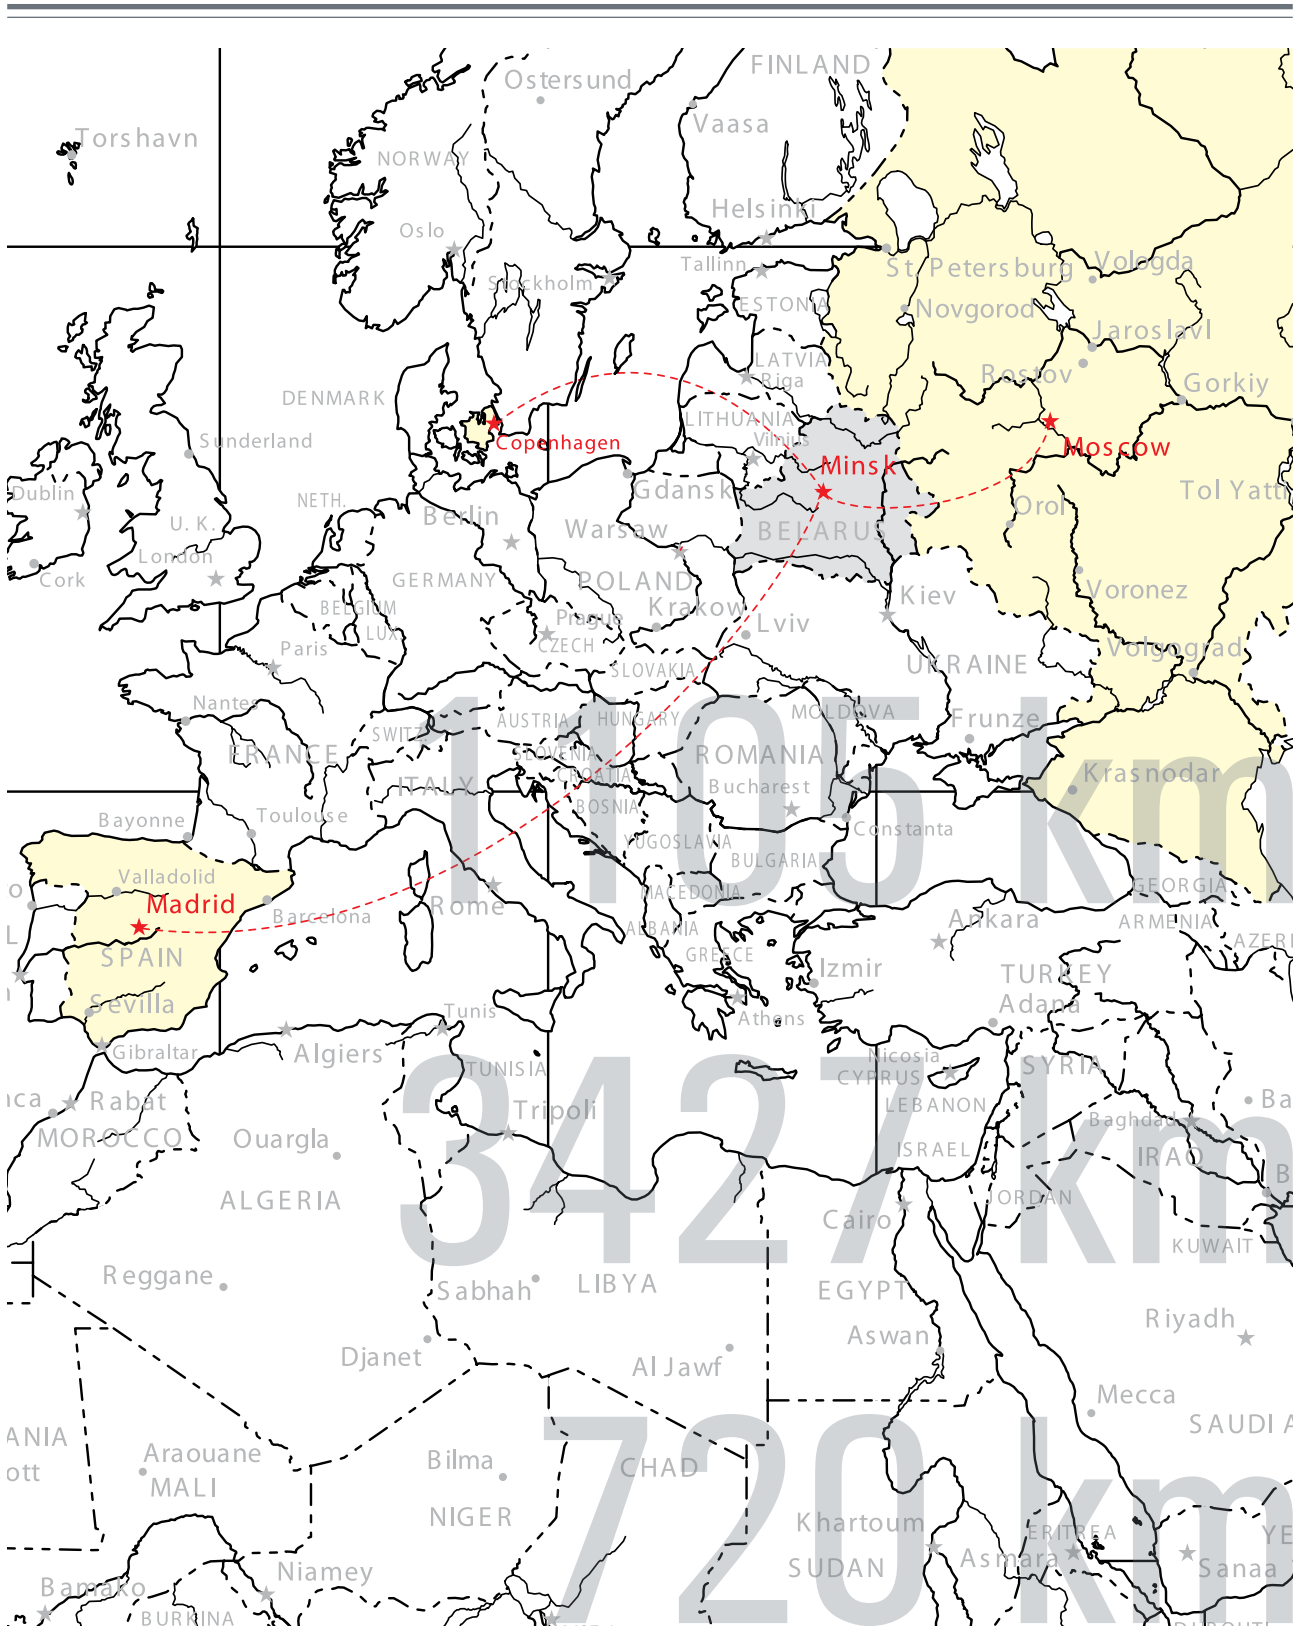 FINLAND
Ostersund
Vaasa
Torshavn
NORWAY
Helsinki
Oslo
Tallinn
St. Petersburg
Vologda
Stockholm
ESTONIA
Novgorod
Jaroslavl
LATVIA
Riga
Rostov
Gorkiy
DENMARK
LITHUANIA
Copenhagen
Vilnius
Moscow
Sunderland
Minsk
Dublin
NETH.
Gdansk
Tol Yatti
U. K.
Berlin
Warsaw
BELARUS
Orol
London
Cork
GERMANY
POLAND
Voronez
BELGIUM
Krakow
Kiev
LUX.
Prague
Lviv
CZECH
Paris
SLOVAKIA
UKRAINE
Volgograd
Nantes
AUSTRIA
HUNGARY
MOLDOVA
Frunze
SWITZ.
FRANCE
SLOVENIA
ROMANIA
1105 km
CROATIA
Krasnodar
ITALY
Bucharest
BOSNIA
Bayonne
Toulouse
Constanta
YUGOSLAVIA
BULGARIA
Valladolid
MACEDONIA
GEORGIA
Madrid
Barcelona
Rome
Ankara
ARMENIA
ALBANIA
AZERI
L
SPAIN
GREECE
Izmir
TURKEY
Sevilla
Tunis
Athens
Adana
Gibraltar
Algiers
Nicosia
TUNISIA
CYPRUS
SYRIA
3427 km
nca
Rabat
Tripoli
LEBANON
Baghdad
Ba
MOROCCO
Ouargla
ISRAEL
IRAQ
ALGERIA
JORDAN
B
Cairo
KUWAIT
Reggane
Sabhah
LIBYA
EGYPT
Riyadh
Djanet
Al Jawf
Aswan
Mecca
SAUDI A
ANIA
Araouane
Bilma
CHAD
ott
MALI
NIGER
720 km
Khartoum
ERITREA
YE
SUDAN
Asmara
Sanaa
Bamako
Niamey
BURKINA